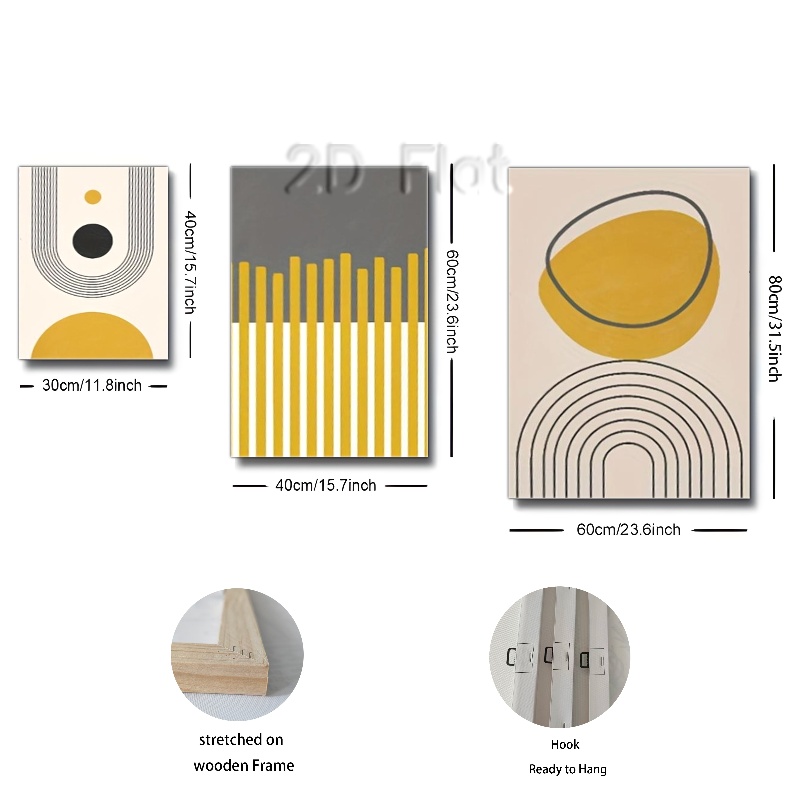 2D Flat
40cm/15.7inch
30cm/11.8inch
60cm/23.6inch
40cm/15.7inch
80cm/31.5inch
60cm/23.6inch
stretched on
wooden Frame
Hook
Ready to Hang